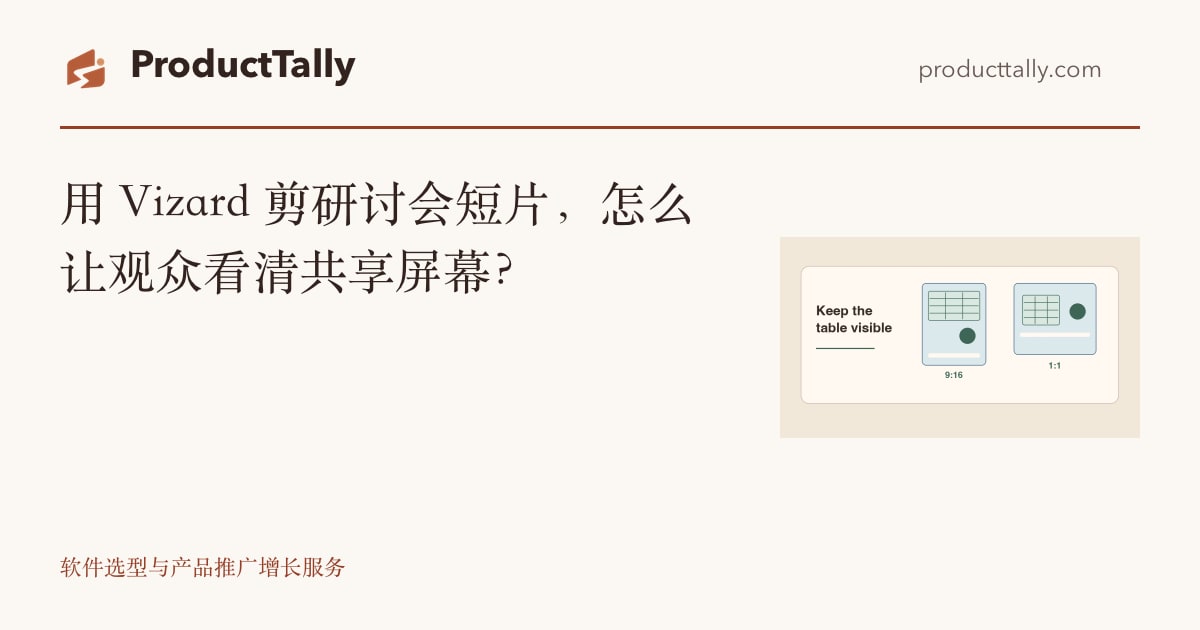 ProductTally
producttally.com
用 Vizard 剪研讨会短片，怎么
让观众看清共享屏幕？
Keep the
table visible
9:16
1:1
软件选型与产品推广增长服务